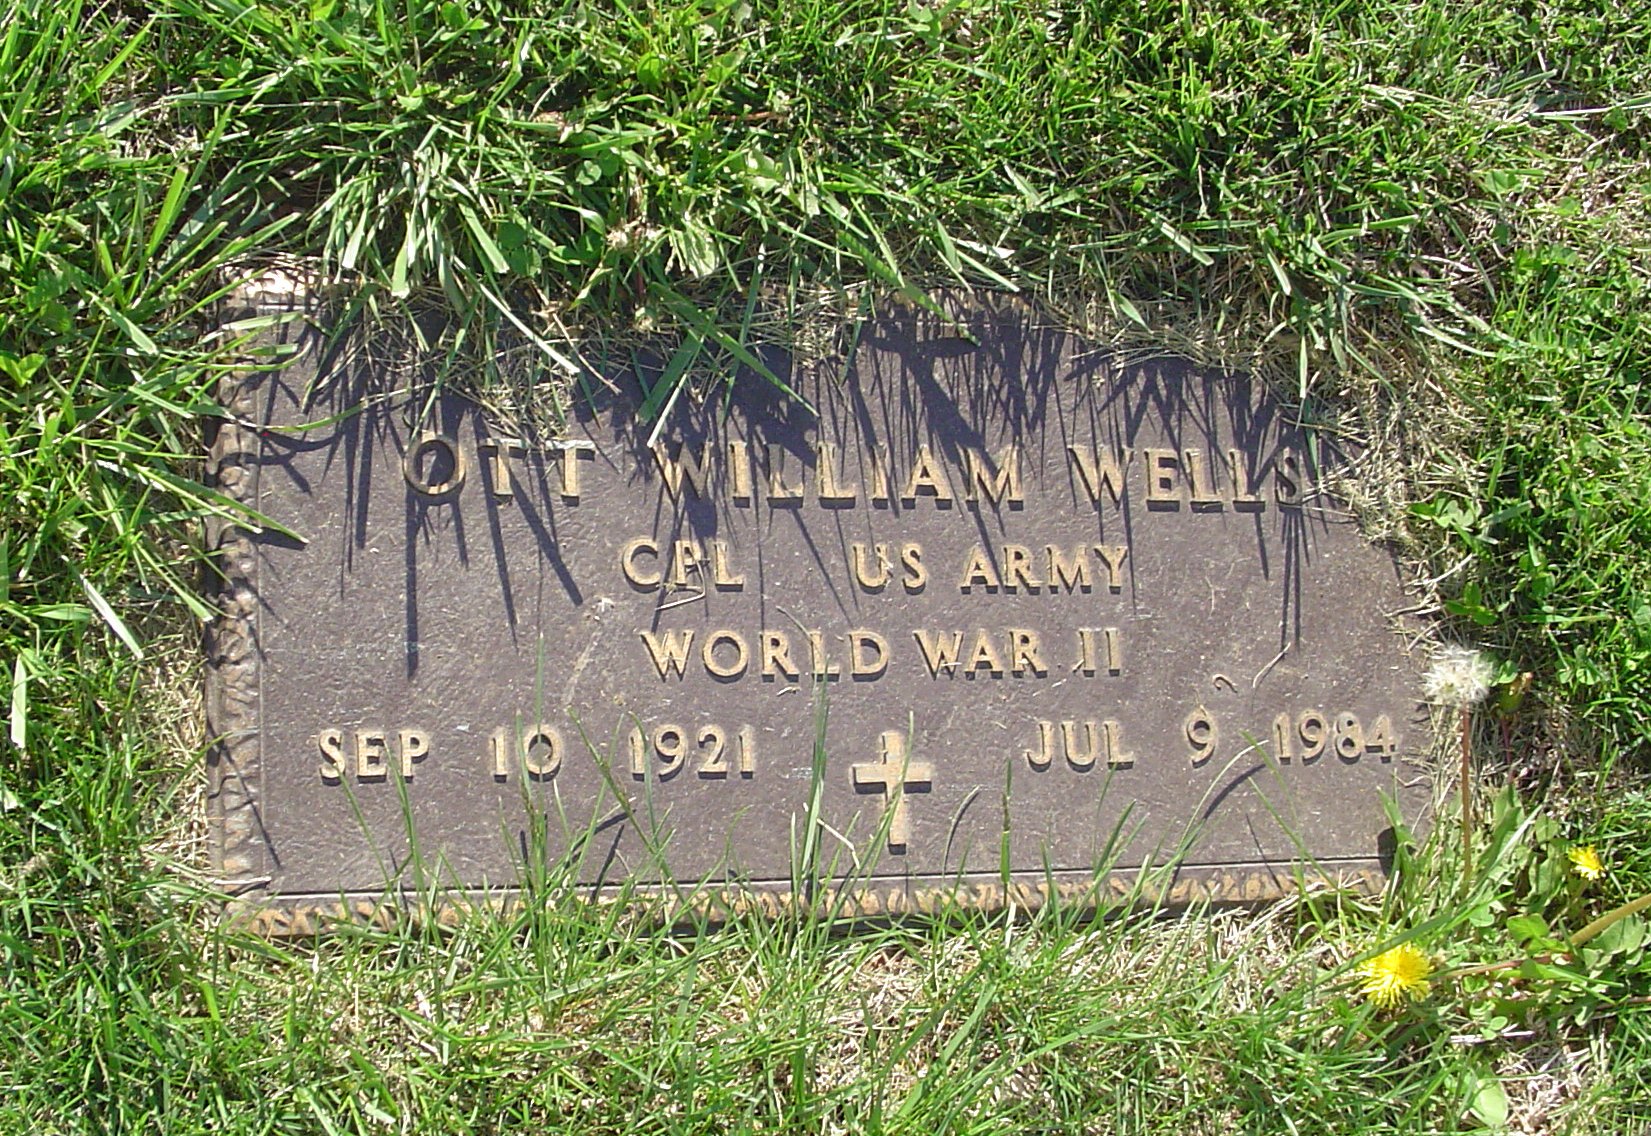 OTT WILLIAM WELLS
CPL US ARMY
WORLD WAR II
SEP 10 1921 JUL 9 1984